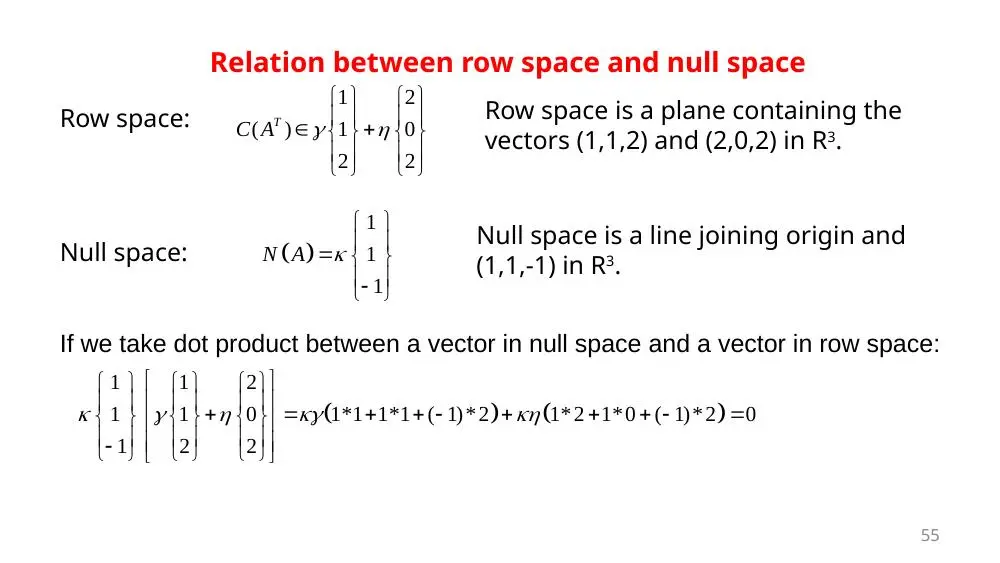 Relation between row space and null space
Row space:
C(Aᵀ)∈γ{1 1 2}+η{2 0 2}
Row space is a plane containing the
vectors (1,1,2) and (2,0,2) in R³.
Null space:
N(A)=κ{1 1 −1}
Null space is a line joining origin and
(1,1,-1) in R³.
If we take dot product between a vector in null space and a vector in row space:
κ{1 1 −1}[γ{1 1 2}+η{2 0 2}]=κγ(1*1+1*1+(−1)*2)+κη(1*2+1*0+(−1)*2)=0
55